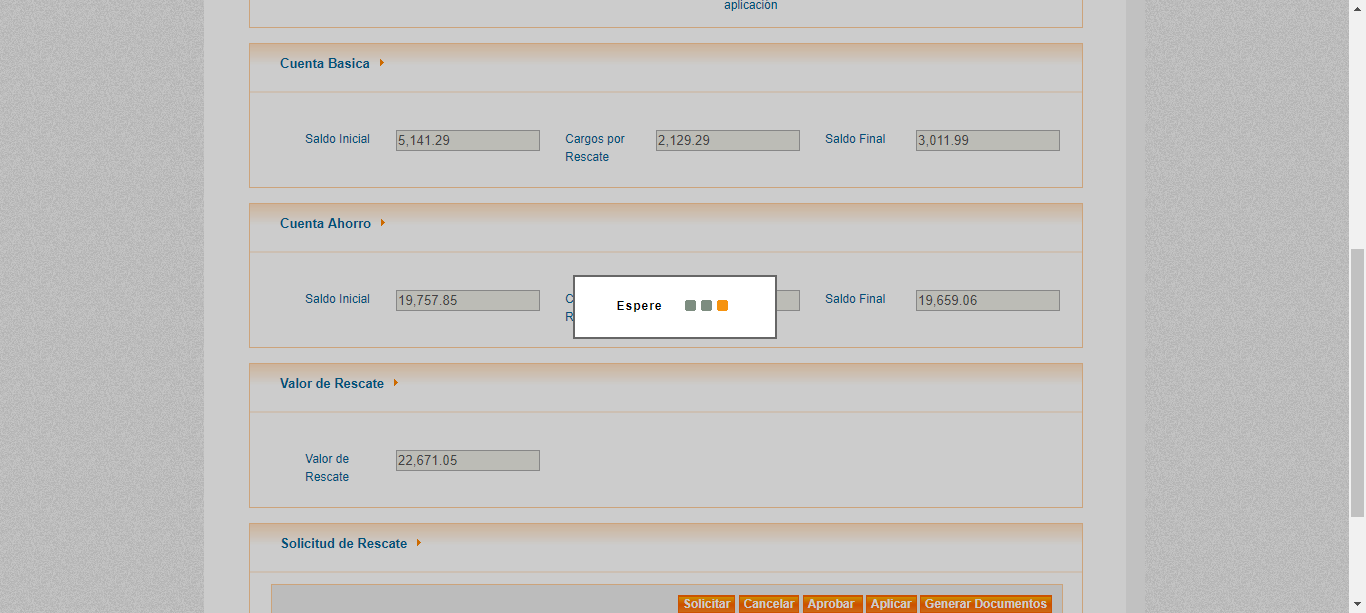 aplicación
Cuenta Basica
Saldo Inicial 5,141.29 Cargos por Rescate 2,129.29 Saldo Final 3,011.99
Cuenta Ahorro
Saldo Inicial 19,757.85 Saldo Final 19,659.06
Espere
Valor de Rescate
Valor de Rescate 22,671.05
Solicitud de Rescate
Solicitar Cancelar Aprobar Aplicar Generar Documentos